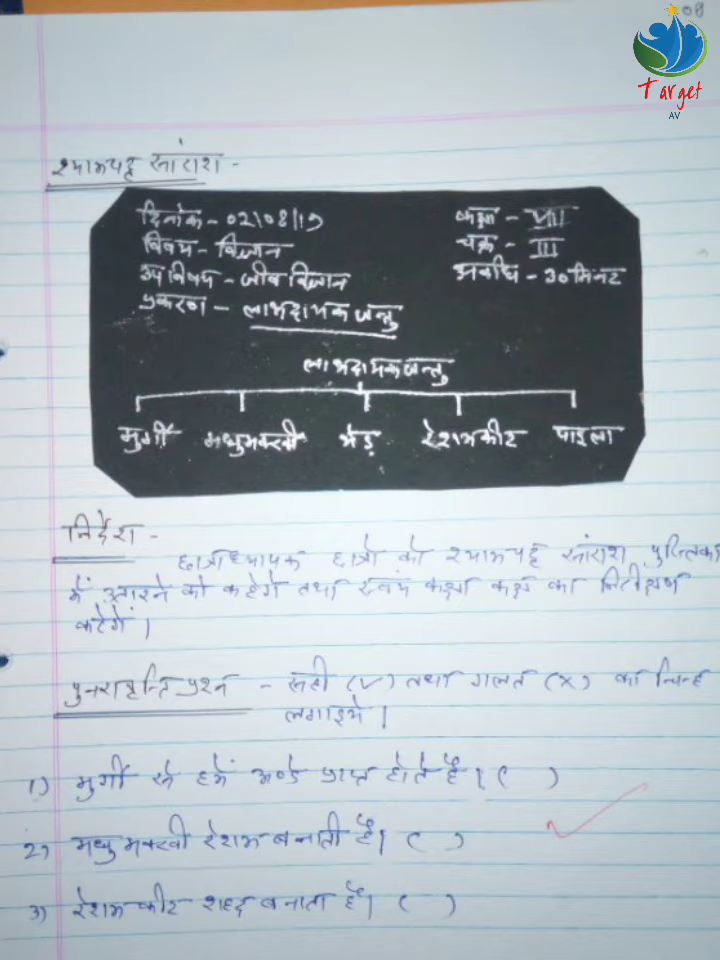 08
Target
AV
श्यामपट्ट सांराश -
दिनांक - 02/08/19
कक्षा - VIII
विषय - विज्ञान
चक्र - III
उप विषय - जीव विज्ञान
अवधि - 30 मिनट
प्रकरण - लाभदायक जन्तु
लाभदायक जन्तु
मुर्गी मधुमक्खी भेड़ रेशमकीट पाइला
निर्देश -
छात्राध्यापक छात्रो को श्यामपट्ट सांराश पुस्तिका
में उतारने को कहेगें तथा स्वंम कक्षा कक्ष का निरीक्षण
करेगें।
पुनरावृत्ति प्रश्न - सही (✓) तथा गलत (x) का चिन्ह
लगाइये।
1) मुर्गी से हमें अण्डे प्राप्त होते है। ( )
2) मधुमक्खी रेशम बनाती है। ( )
3) रेशम कीट शहद बनाता है। ( )